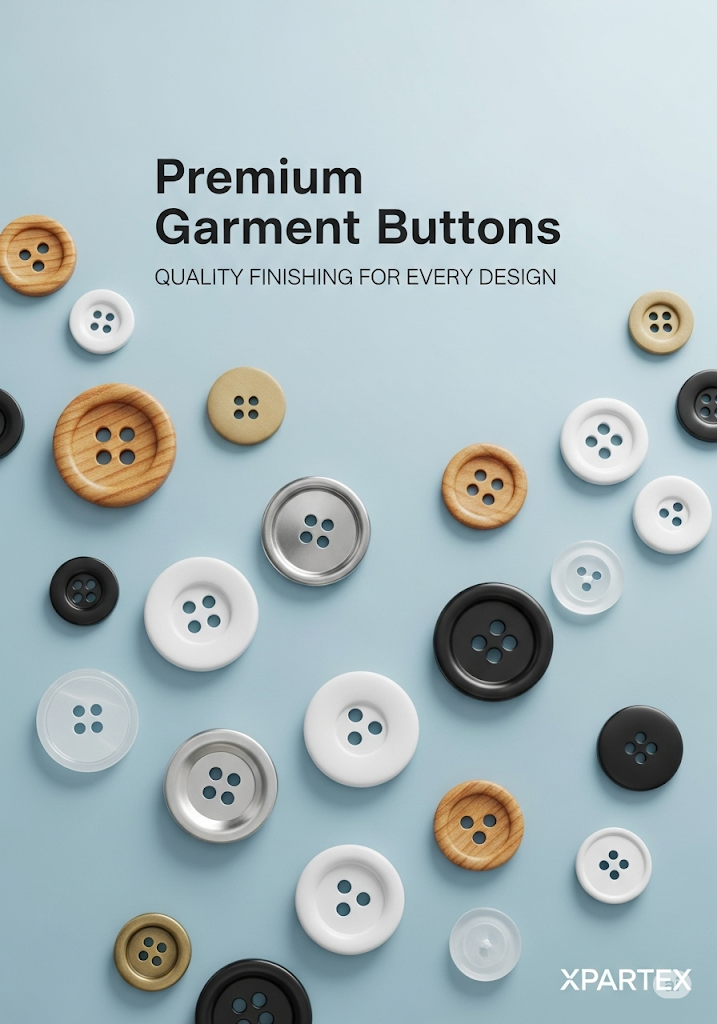 Premium
Garment Buttons
QUALITY FINISHING FOR EVERY DESIGN
XPARTEX